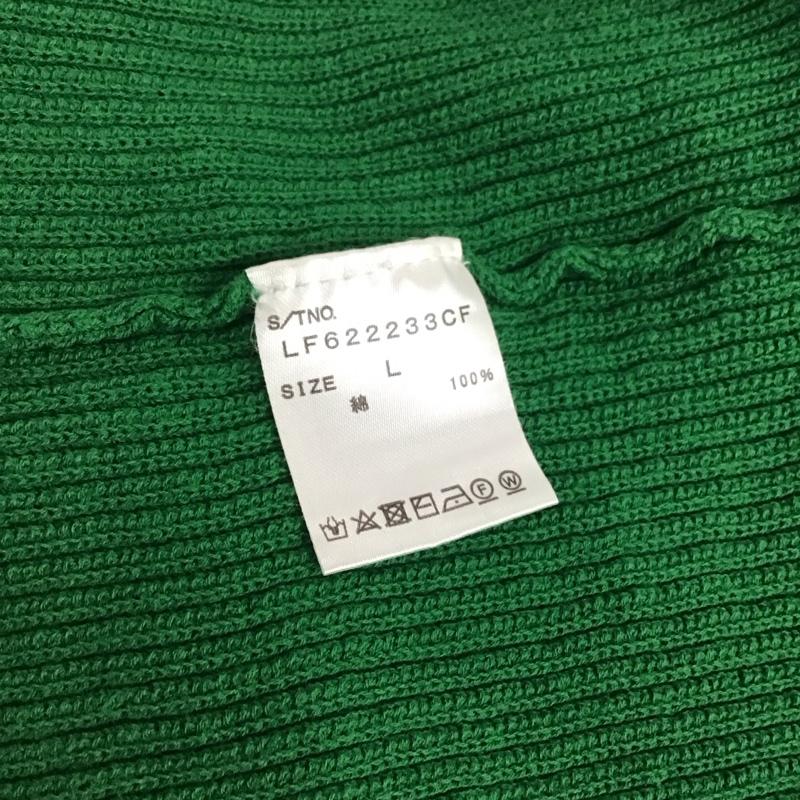 S/TNO.
LF622233CF
SIZE L
綿 100%
F W